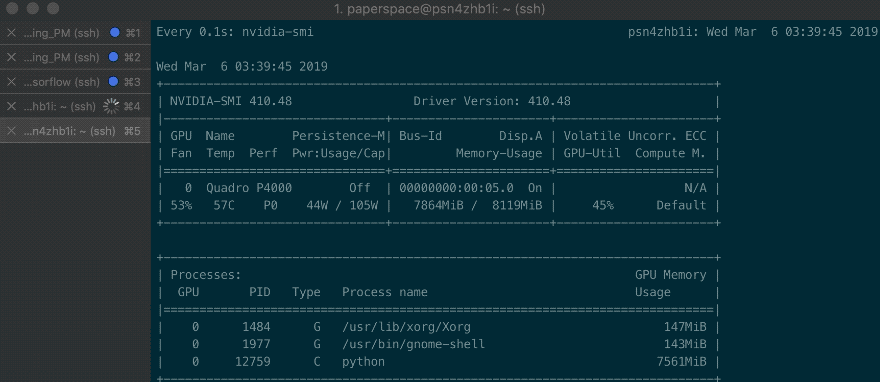 1. paperspace@psn4zhb1i: ~ (ssh)
...ing_PM (ssh) ⌘1
...ing_PM (ssh) ⌘2
...sorflow (ssh) ⌘3
...hb1i: ~ (ssh) ⌘4
...n4zhb1i: ~ (ssh) ⌘5
Every 0.1s: nvidia-smi psn4zhb1i: Wed Mar  6 03:39:45 2019
Wed Mar  6 03:39:45 2019
+-----------------------------------------------------------------------------+
| NVIDIA-SMI 410.48                 Driver Version: 410.48                    |
|-------------------------------+----------------------+----------------------+
| GPU  Name        Persistence-M| Bus-Id        Disp.A | Volatile Uncorr. ECC |
| Fan  Temp  Perf  Pwr:Usage/Cap|         Memory-Usage | GPU-Util  Compute M. |
|===============================+======================+======================|
|   0  Quadro P4000        Off  | 00000000:00:05.0  On |                  N/A |
| 53%   57C    P0    44W / 105W |   7864MiB /  8119MiB |     45%      Default |
+-------------------------------+----------------------+----------------------+
+-----------------------------------------------------------------------------+
| Processes:                                                       GPU Memory |
|  GPU       PID   Type   Process name                             Usage      |
|=============================================================================|
|    0      1484      G   /usr/lib/xorg/Xorg                           147MiB |
|    0      1977      G   /usr/bin/gnome-shell                         143MiB |
|    0     12759      C   python                                      7561MiB |
+-----------------------------------------------------------------------------+